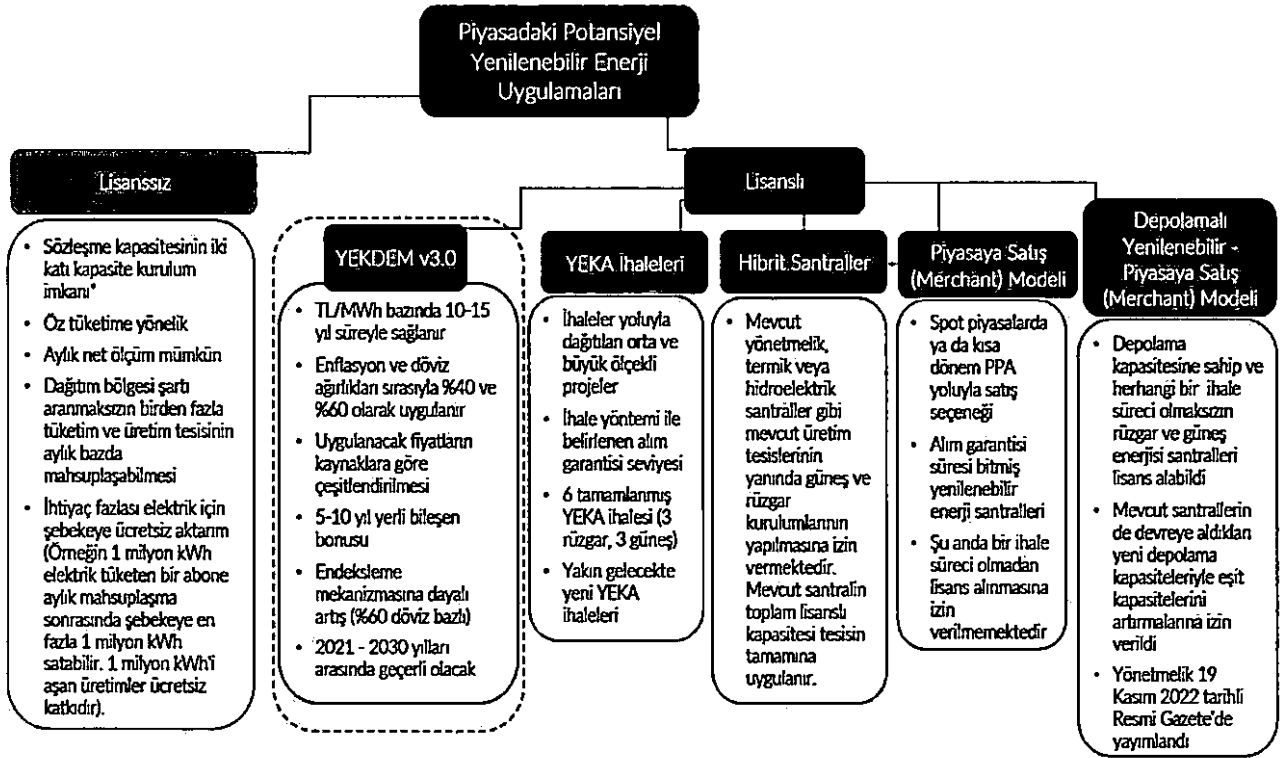 Piyasadaki Potansiyel
Yenilenebilir Enerji
Uygulamaları
Lisanssız
• Sözleşme kapasitesinin iki
katı kapasite kurulum
imkanı*
• Öz tüketime yönelik
• Aylık net ölçüm mümkün
• Dağıtım bölgesi şartı
aranmaksızın birden fazla
tüketim ve üretim tesisinin
aylık bazda
mahsuplaşabilmesi
• İhtiyaç fazlası elektrik için
şebekeye ücretsiz aktarım
(Örneğin 1 milyon kWh
elektrik tüketen bir abone
aylık mahsuplaşma
sonrasında şebekeye en
fazla 1 milyon kWh
satabilir. 1 milyon kWh'i
aşan üretimler ücretsiz
katkıdır).
Lisanslı
YEKDEM v3.0
• TL/MWh bazında 10-15
yıl süreyle sağlanır
• Enflasyon ve döviz
ağırlıkları sırasıyla %40 ve
%60 olarak uygulanır
• Uygulanacak fiyatların
kaynaklara göre
çeşitlendirilmesi
• 5-10 yıl yerli bileşen
bonusu
• Endeksleme
mekanizmasına dayalı
artış (%60 döviz bazlı)
• 2021 - 2030 yılları
arasında geçerli olacak
YEKA İhaleleri
• İhaleler yoluyla
dağıtılan orta ve
büyük ölçekli
projeler
• İhale yöntemi ile
belirlenen alım
garantisi seviyesi
• 6 tamamlanmış
YEKA ihalesi (3
rüzgar, 3 güneş)
• Yakın gelecekte
yeni YEKA
ihaleleri
Hibrit Santraller
• Mevcut
yönetmelik,
termik veya
hidroelektrik
santraller gibi
mevcut üretim
tesislerinin
yanında güneş ve
rüzgar
kurulumlarının
yapılmasına izin
vermektedir.
Mevcut santralin
toplam lisanslı
kapasitesi tesisin
tamamına
uygulanır.
Piyasaya Satış
(Merchant) Modeli
• Spot piyasalarda
ya da kısa
dönem PPA
yoluyla satış
seçeneği
• Alım garantisi
süresi bitmiş
yenilenebilir
enerji santralleri
• Şu anda bir ihale
süreci olmadan
lisans alınmasına
izin
verilmemektedir
Depolamalı
Yenilenebilir -
Piyasaya Satış
(Merchant) Modeli
• Depolama
kapasitesine sahip ve
herhangi bir ihale
süreci olmaksızın
rüzgar ve güneş
enerjisi santralleri
lisans alabildi
• Mevcut santrallerin
de devreye aldıkları
yeni depolama
kapasiteleriyle eşit
kapasitelerini
artırmalarına izin
verildi
• Yönetmelik 19
Kasım 2022 tarihli
Resmi Gazete'de
yayımlandı